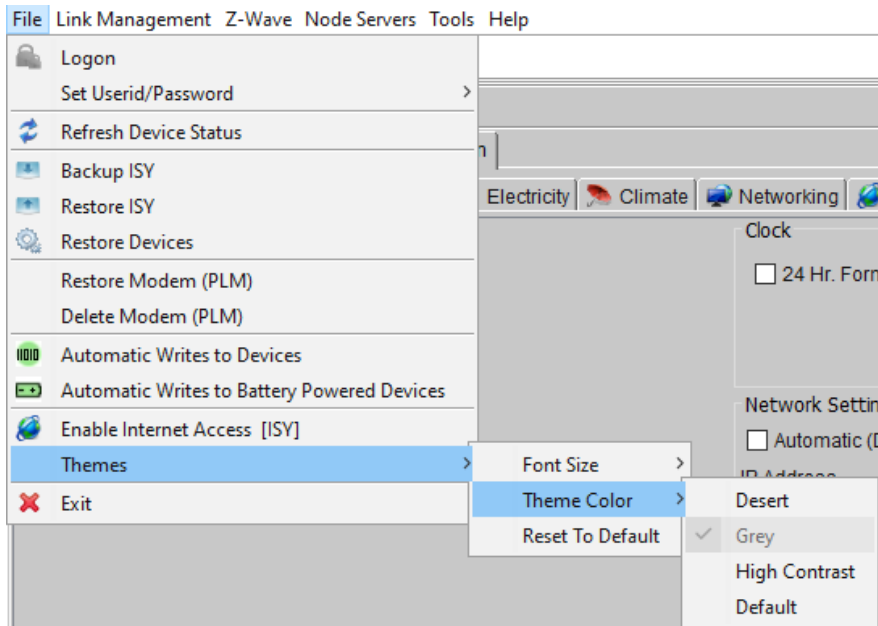 File Link Management Z-Wave Node Servers Tools Help
Logon
Set Userid/Password
Refresh Device Status
Backup ISY
Restore ISY
Restore Devices
Restore Modem (PLM)
Delete Modem (PLM)
Automatic Writes to Devices
Automatic Writes to Battery Powered Devices
Enable Internet Access [ISY]
Themes
Exit
Font Size
Theme Color
Reset To Default
Desert
Grey
High Contrast
Default
Electricity Climate Networking
Clock
24 Hr.
Network
Automatic
IP Address